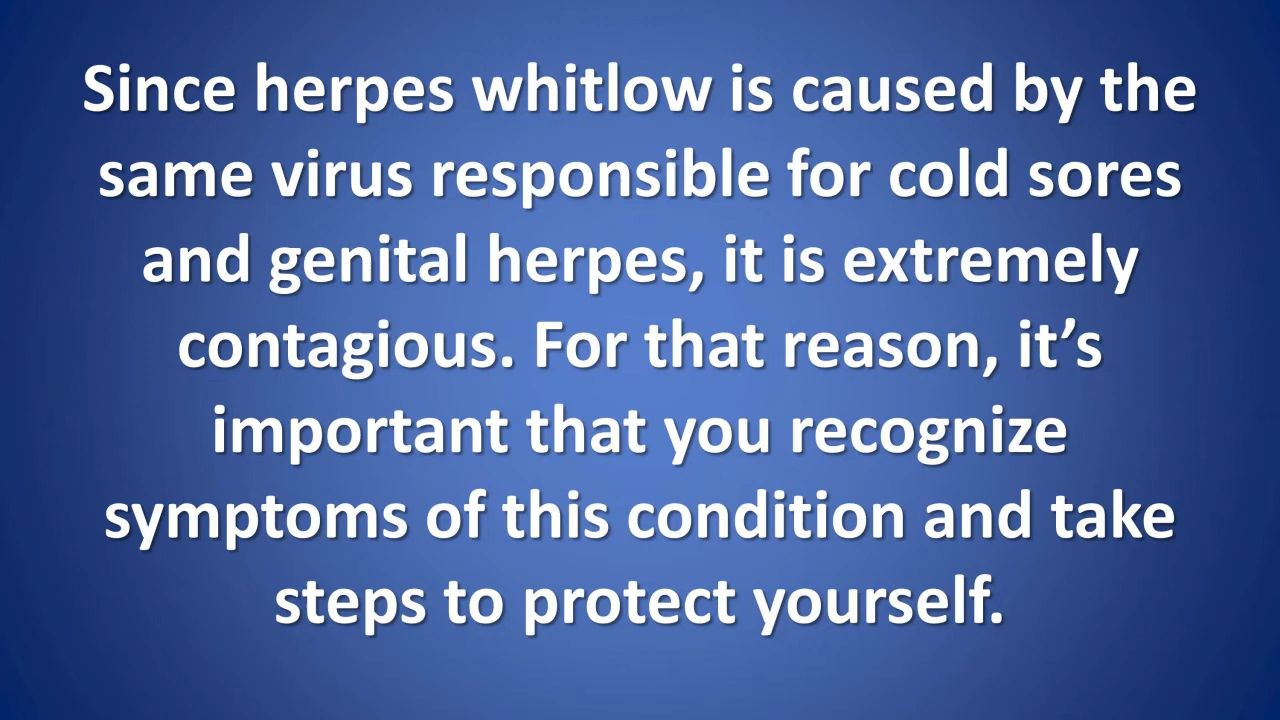 Since herpes whitlow is caused by the
same virus responsible for cold sores
and genital herpes, it is extremely
contagious. For that reason, it’s
important that you recognize
symptoms of this condition and take
steps to protect yourself.